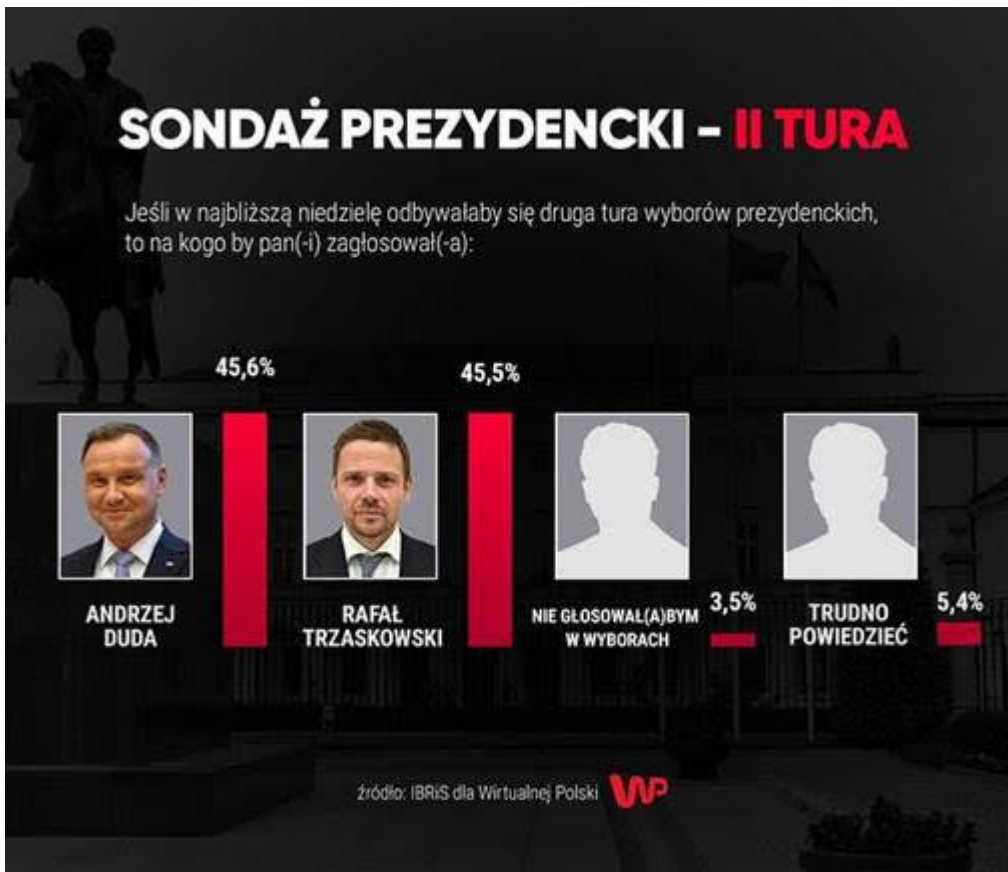 SONDAŻ PREZYDENCKI - II TURA
Jeśli w najbliższą niedzielę odbywałaby się druga tura wyborów prezydenckich,
to na kogo by pan(-i) zagłosował(-a):
45,6%
ANDRZEJ
DUDA
45,5%
RAFAŁ
TRZASKOWSKI
3,5%
NIE GŁOSOWAŁ(A)BYM
W WYBORACH
5,4%
TRUDNO
POWIEDZIEĆ
źródło: IBRiS dla Wirtualnej Polski WP